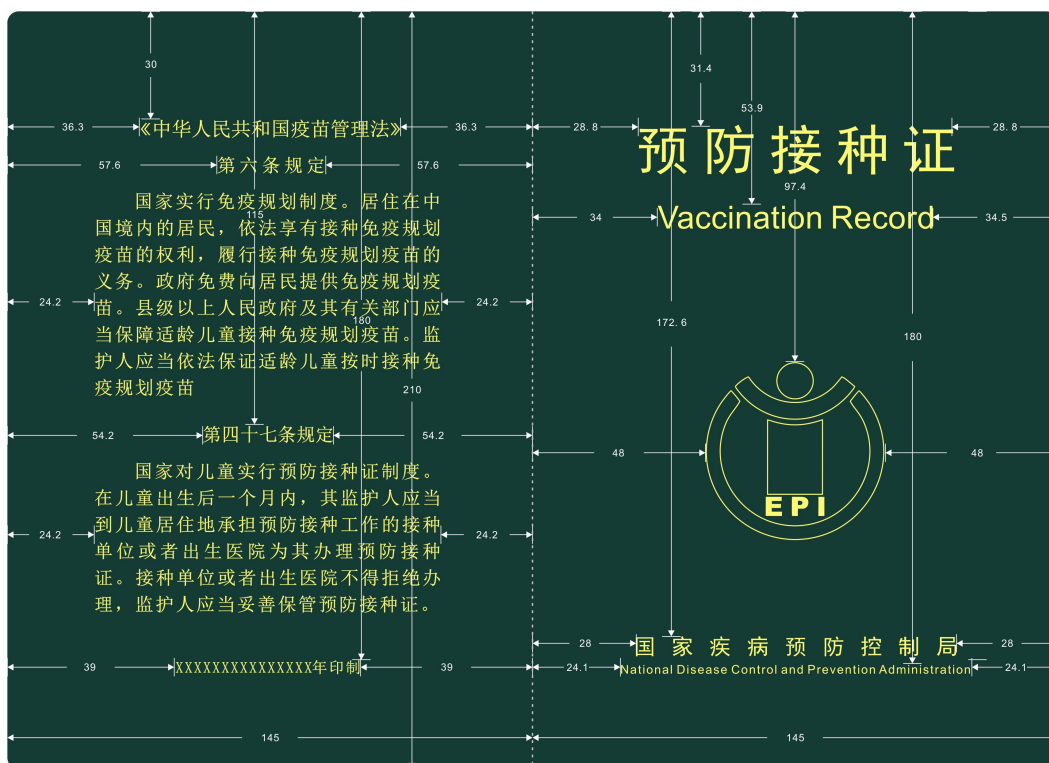 30
36.3
《中华人民共和国疫苗管理法》
36.3
57.6
第六条规定
57.6
国家实行免疫规划制度。居住在中
115
国境内的居民，依法享有接种免疫规划
疫苗的权利，履行接种免疫规划疫苗的
义务。政府免费向居民提供免疫规划疫
24.2
苗。县级以上人民政府及其有关部门应
24.2
180
当保障适龄儿童接种免疫规划疫苗。监
护人应当依法保证适龄儿童按时接种免
疫规划疫苗
210
54.2
第四十七条规定
54.2
国家对儿童实行预防接种证制度。
在儿童出生后一个月内，其监护人应当
到儿童居住地承担预防接种工作的接种
24.2
24.2
单位或者出生医院为其办理预防接种
证。接种单位或者出生医院不得拒绝办
理，监护人应当妥善保管预防接种证。
39
XXXXXXXXXXXXXXX年印制
39
145
31.4
53.9
28.8
预防接种证
28.8
97.4
34
Vaccination Record
34.5
172.6
180
48
48
EPI
28
国家疾病预防控制局
28
24.1
National Disease Control and Prevention Administration
24.1
145